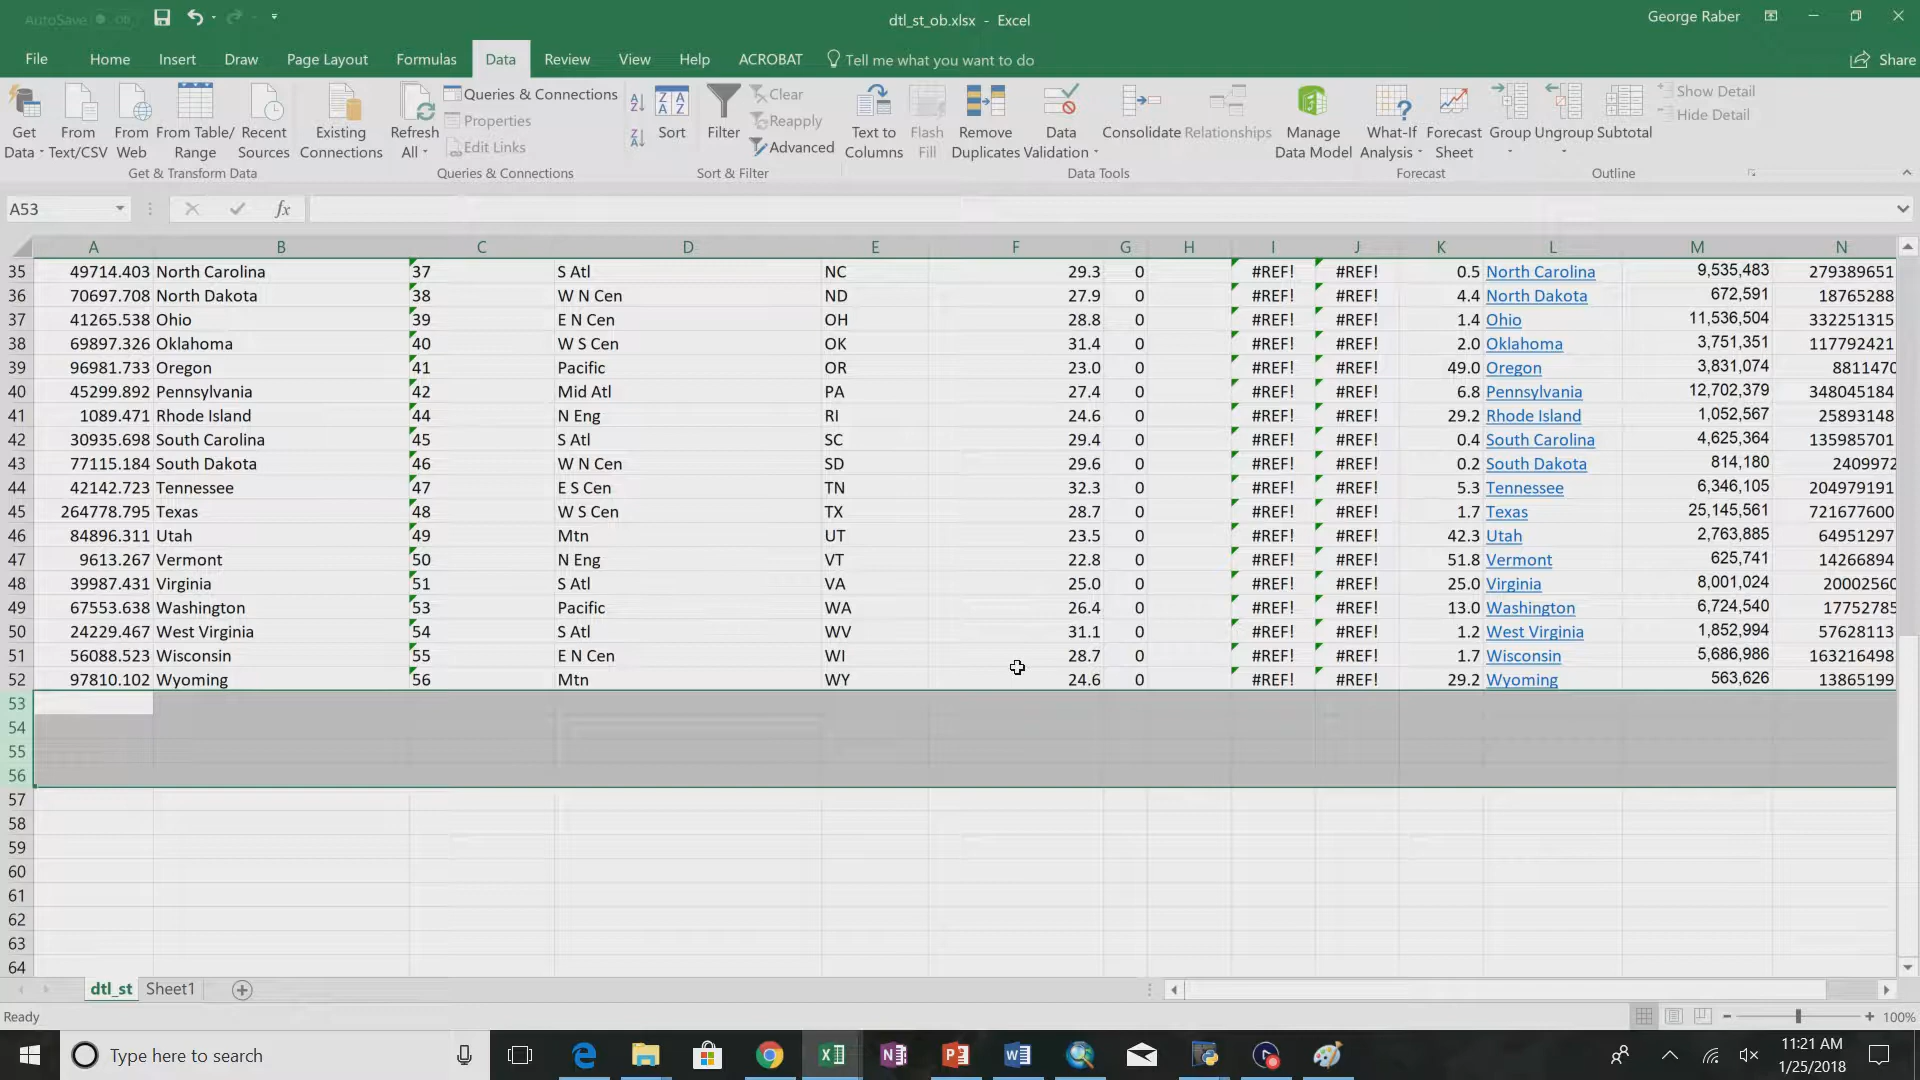 AutoSave Off
dtl_st_ob.xlsx - Excel
George Raber
File Home Insert Draw Page Layout Formulas Data Review View Help ACROBAT Tell me what you want to do Share
Get Data
From Text/CSV
From Web
From Table/ Range
Recent Sources
Existing Connections
Refresh All
Queries & Connections
Properties
Edit Links
Sort
Filter
Clear
Reapply
Advanced
Text to Columns
Flash Fill
Remove Duplicates
Data Validation
Consolidate
Relationships
Manage Data Model
What-If Analysis
Forecast Sheet
Group
Ungroup
Subtotal
Show Detail
Hide Detail
Get & Transform Data
Queries & Connections
Sort & Filter
Data Tools
Forecast
Outline
A53 fx
A B C D E F G H I J K L M N
35 49714.403 North Carolina 37 S Atl NC 29.3 0 #REF! #REF! 0.5 North Carolina 9,535,483 279389651
36 70697.708 North Dakota 38 W N Cen ND 27.9 0 #REF! #REF! 4.4 North Dakota 672,591 18765288
37 41265.538 Ohio 39 E N Cen OH 28.8 0 #REF! #REF! 1.4 Ohio 11,536,504 332251315
38 69897.326 Oklahoma 40 W S Cen OK 31.4 0 #REF! #REF! 2.0 Oklahoma 3,751,351 117792421
39 96981.733 Oregon 41 Pacific OR 23.0 0 #REF! #REF! 49.0 Oregon 3,831,074 8811470
40 45299.892 Pennsylvania 42 Mid Atl PA 27.4 0 #REF! #REF! 6.8 Pennsylvania 12,702,379 348045184
41 1089.471 Rhode Island 44 N Eng RI 24.6 0 #REF! #REF! 29.2 Rhode Island 1,052,567 25893148
42 30935.698 South Carolina 45 S Atl SC 29.4 0 #REF! #REF! 0.4 South Carolina 4,625,364 135985701
43 77115.184 South Dakota 46 W N Cen SD 29.6 0 #REF! #REF! 0.2 South Dakota 814,180 2409972
44 42142.723 Tennessee 47 E S Cen TN 32.3 0 #REF! #REF! 5.3 Tennessee 6,346,105 204979191
45 264778.795 Texas 48 W S Cen TX 28.7 0 #REF! #REF! 1.7 Texas 25,145,561 721677600
46 84896.311 Utah 49 Mtn UT 23.5 0 #REF! #REF! 42.3 Utah 2,763,885 64951297
47 9613.267 Vermont 50 N Eng VT 22.8 0 #REF! #REF! 51.8 Vermont 625,741 14266894
48 39987.431 Virginia 51 S Atl VA 25.0 0 #REF! #REF! 25.0 Virginia 8,001,024 20002560
49 67553.638 Washington 53 Pacific WA 26.4 0 #REF! #REF! 13.0 Washington 6,724,540 17752785
50 24229.467 West Virginia 54 S Atl WV 31.1 0 #REF! #REF! 1.2 West Virginia 1,852,994 57628113
51 56088.523 Wisconsin 55 E N Cen WI 28.7 0 #REF! #REF! 1.7 Wisconsin 5,686,986 163216498
52 97810.102 Wyoming 56 Mtn WY 24.6 0 #REF! #REF! 29.2 Wyoming 563,626 13865199
53
54
55
56
57
58
59
60
61
62
63
64
dtl_st Sheet1
Ready 100%
Type here to search
11:21 AM
1/25/2018